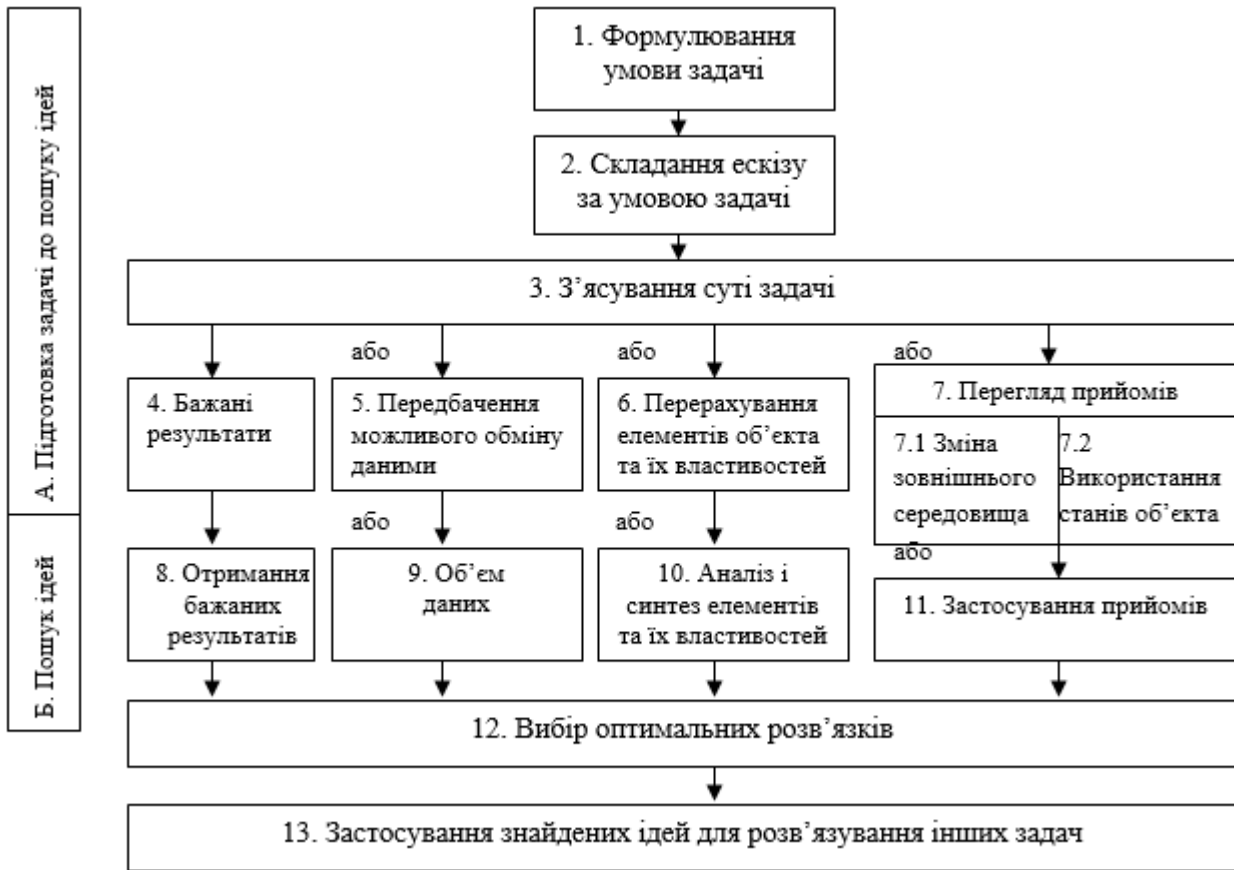 А. Підготовка задачі до пошуку ідей
Б. Пошук ідей
1. Формулювання
умови задачі
2. Складання ескізу
за умовою задачі
3. З’ясування суті задачі
або
або
або
4. Бажані
результати
5. Передбачення
можливого обміну
даними
6. Перерахування
елементів об’єкта
та їх властивостей
7. Перегляд прийомів
7.1 Зміна
зовнішнього
середовища
7.2
Використання
станів об’єкта
або
або
або
8. Отримання
бажаних
результатів
9. Об’єм
даних
10. Аналіз і
синтез елементів
та їх властивостей
11. Застосування прийомів
12. Вибір оптимальних розв’язків
13. Застосування знайдених ідей для розв’язування інших задач